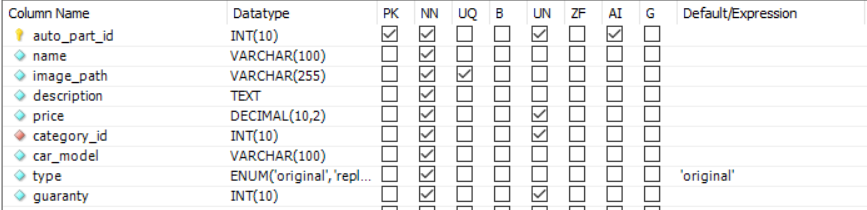 Column Name Datatype PK NN UQ B UN ZF AI G Default/Expression
auto_part_id INT(10)
name VARCHAR(100)
image_path VARCHAR(255)
description TEXT
price DECIMAL(10,2)
category_id INT(10)
car_model VARCHAR(100)
type ENUM('original','repl... 'original'
guaranty INT(10)